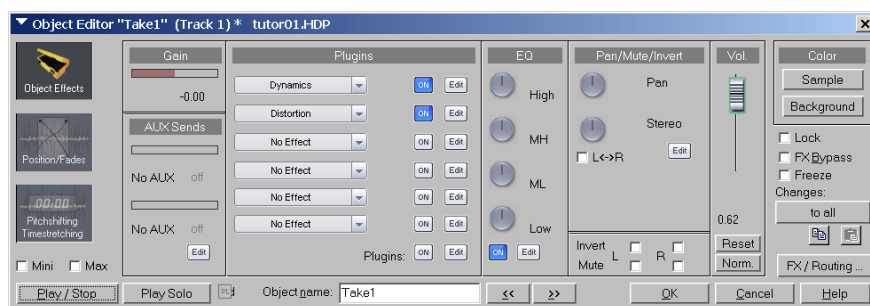 Object Editor "Take1" (Track 1) * tutor01.HDP
Object Effects
Position/Fades
00:00
Pitchshifting
Timestretching
Mini Max
Gain
-0.00
AUX Sends
No AUX off
No AUX off
Edit
Plugins
Dynamics ON Edit
Distortion ON Edit
No Effect ON Edit
No Effect ON Edit
No Effect ON Edit
No Effect ON Edit
Plugins: ON Edit
EQ
High
MH
ML
Low
ON Edit
Pan/Mute/Invert
Pan
Stereo
L<->R Edit
Invert
Mute
L R
Vol.
0.62
Reset
Norm.
Color
Sample
Background
Lock
FX Bypass
Freeze
Changes:
to all
FX / Routing ...
Play / Stop Play Solo Object name: Take1 << >> OK Cancel Help